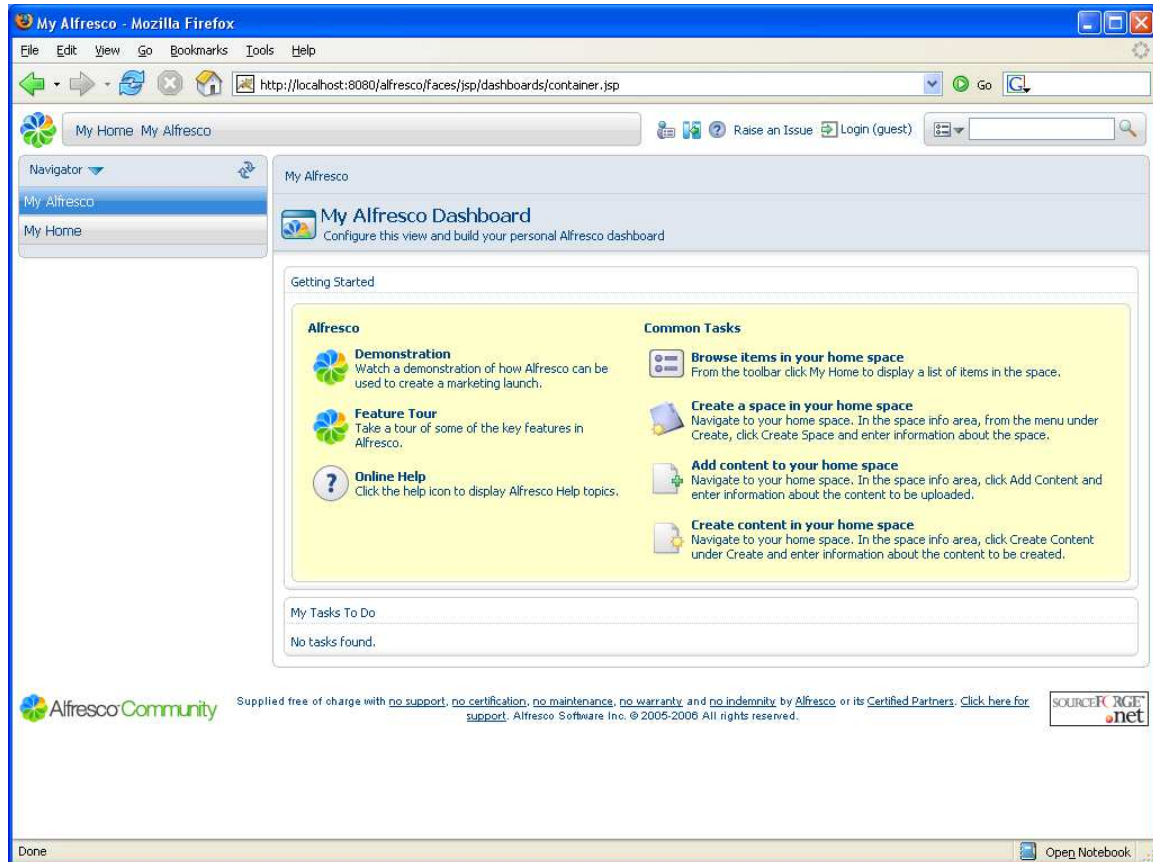 My Alfresco - Mozilla Firefox
File Edit View Go Bookmarks Tools Help
http://localhost:8080/alfresco/faces/jsp/dashboards/container.jsp Go G
My Home My Alfresco Raise an Issue Login (guest)
Navigator
My Alfresco
My Home
My Alfresco
My Alfresco Dashboard
Configure this view and build your personal Alfresco dashboard
Getting Started
Alfresco
Demonstration
Watch a demonstration of how Alfresco can be
used to create a marketing launch.
Feature Tour
Take a tour of some of the key features in
Alfresco.
? Online Help
Click the help icon to display Alfresco Help topics.
Common Tasks
Browse items in your home space
From the toolbar click My Home to display a list of items in the space.
Create a space in your home space
Navigate to your home space. In the space info area, from the menu under
Create, click Create Space and enter information about the space.
Add content to your home space
Navigate to your home space. In the space info area, click Add Content and
enter information about the content to be uploaded.
Create content in your home space
Navigate to your home space. In the space info area, click Create Content
under Create and enter information about the content to be created.
My Tasks To Do
No tasks found.
Alfresco Community
Supplied free of charge with no support, no certification, no maintenance, no warranty and no indemnity by Alfresco or its Certified Partners. Click here for
support. Alfresco Software Inc. © 2005-2006 All rights reserved.
SOURCEFORGE
.net
Done Open Notebook